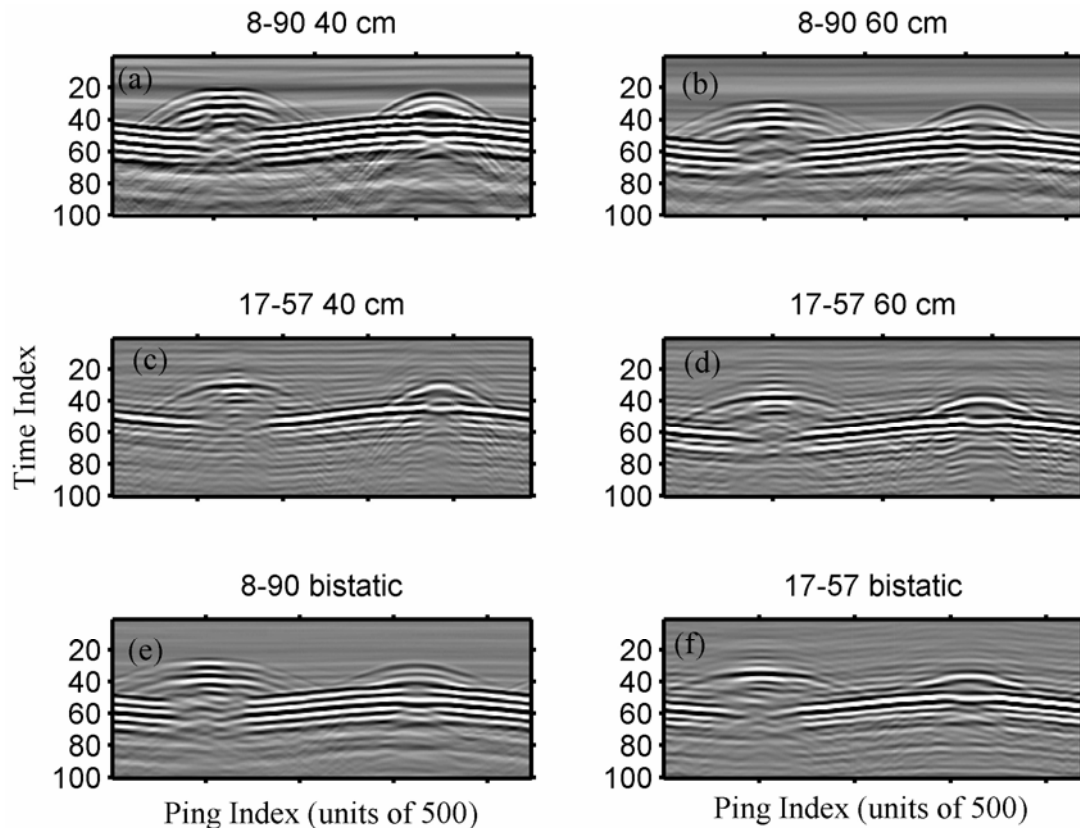 8-90 40 cm
8-90 60 cm
(a)
20
40
60
80
100
(b)
20
40
60
80
100
17-57 40 cm
17-57 60 cm
(c)
20
40
60
80
100
(d)
20
40
60
80
100
Time Index
8-90 bistatic
17-57 bistatic
(e)
20
40
60
80
100
(f)
20
40
60
80
100
Ping Index (units of 500)
Ping Index (units of 500)